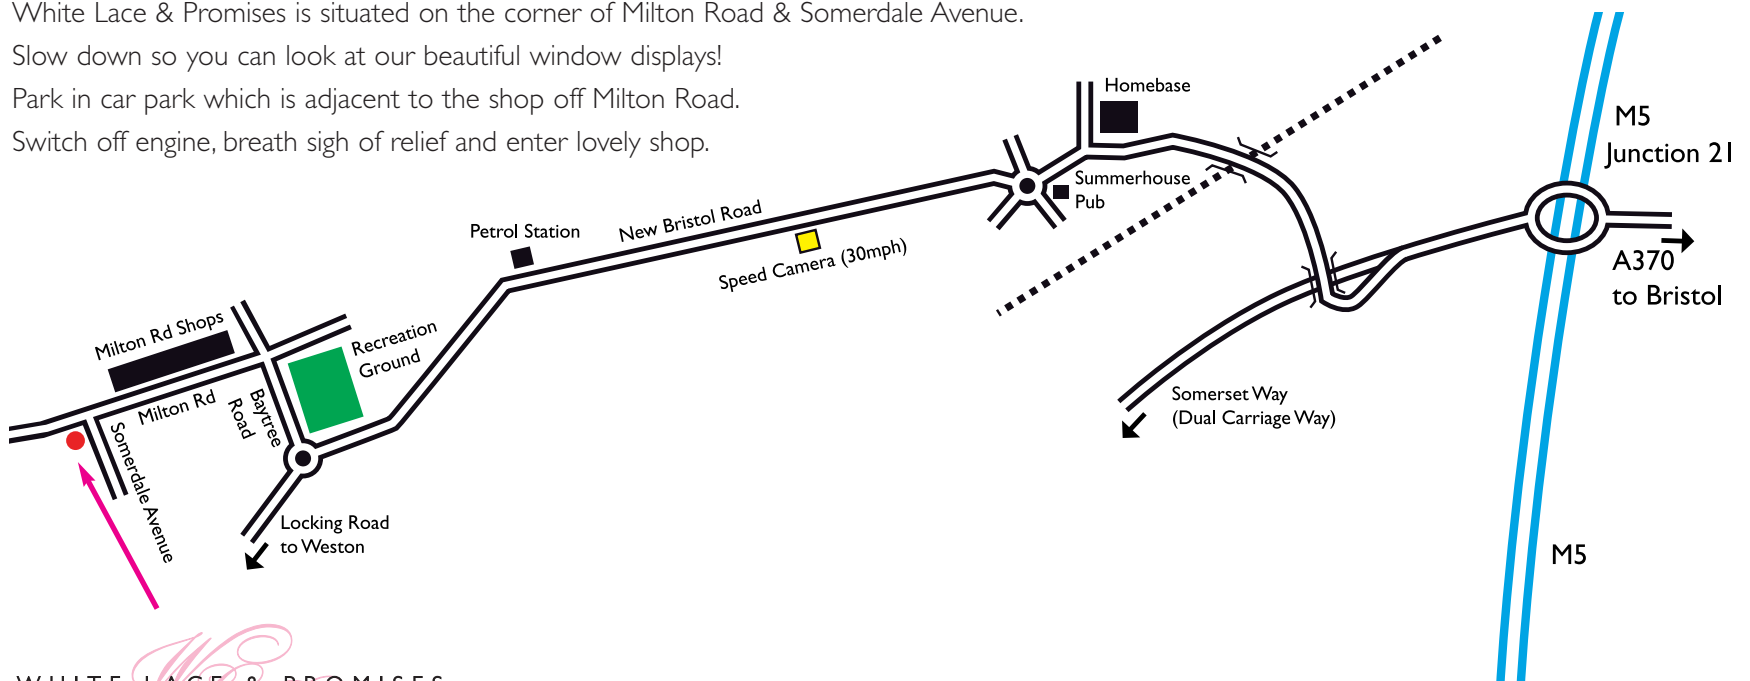 White Lace & Promises is situated on the corner of Milton Road & Somerdale Avenue.
Slow down so you can look at our beautiful window displays!
Park in car park which is adjacent to the shop off Milton Road.
Switch off engine, breath sigh of relief and enter lovely shop.
Homebase
M5
Junction 21
Summerhouse
Pub
New Bristol Road
Petrol Station
Speed Camera (30mph)
A370
to Bristol
Milton Rd Shops
Recreation
Ground
Milton Rd
Baytree
Road
Somerset Way
(Dual Carriage Way)
Somerdale Avenue
Locking Road
to Weston
M5
WHITE LACE & PROMISES